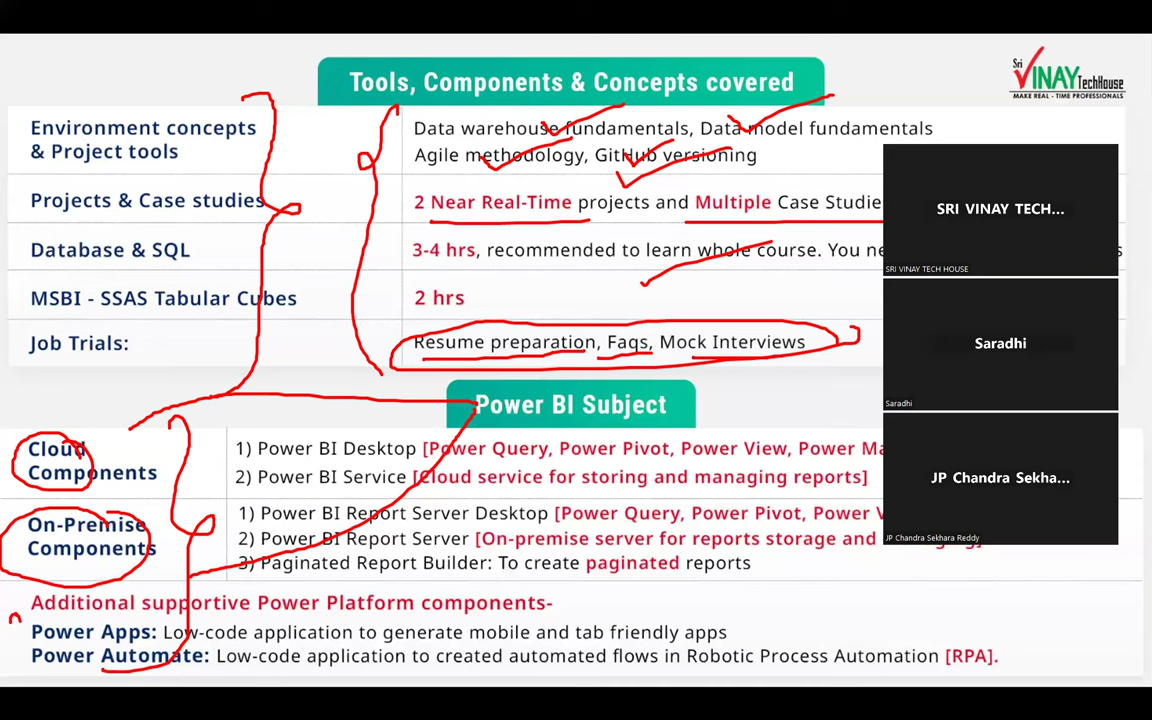 Sri
VINAY TechHouse
MAKE REAL - TIME PROFESSIONALS
Tools, Components & Concepts covered
Environment concepts
& Project tools
Data warehouse fundamentals, Data model fundamentals
Agile methodology, GitHub versioning
Projects & Case studies
2 Near Real-Time projects and Multiple Case Studie
Database & SQL
3-4 hrs, recommended to learn whole course. You ne
MSBI - SSAS Tabular Cubes
2 hrs
Job Trials:
Resume preparation, Faqs, Mock Interviews
Power BI Subject
Cloud
Components
1) Power BI Desktop [Power Query, Power Pivot, Power View, Power Ma
2) Power BI Service [Cloud service for storing and managing reports]
On-Premise
Components
1) Power BI Report Server Desktop [Power Query, Power Pivot, Power V
2) Power BI Report Server [On-premise server for reports storage and
3) Paginated Report Builder: To create paginated reports
Additional supportive Power Platform components-
Power Apps: Low-code application to generate mobile and tab friendly apps
Power Automate: Low-code application to created automated flows in Robotic Process Automation [RPA].
SRI VINAY TECH...
SRI VINAY TECH HOUSE
Saradhi
Saradhi
JP Chandra Sekha...
JP Chandra Sekhara Reddy